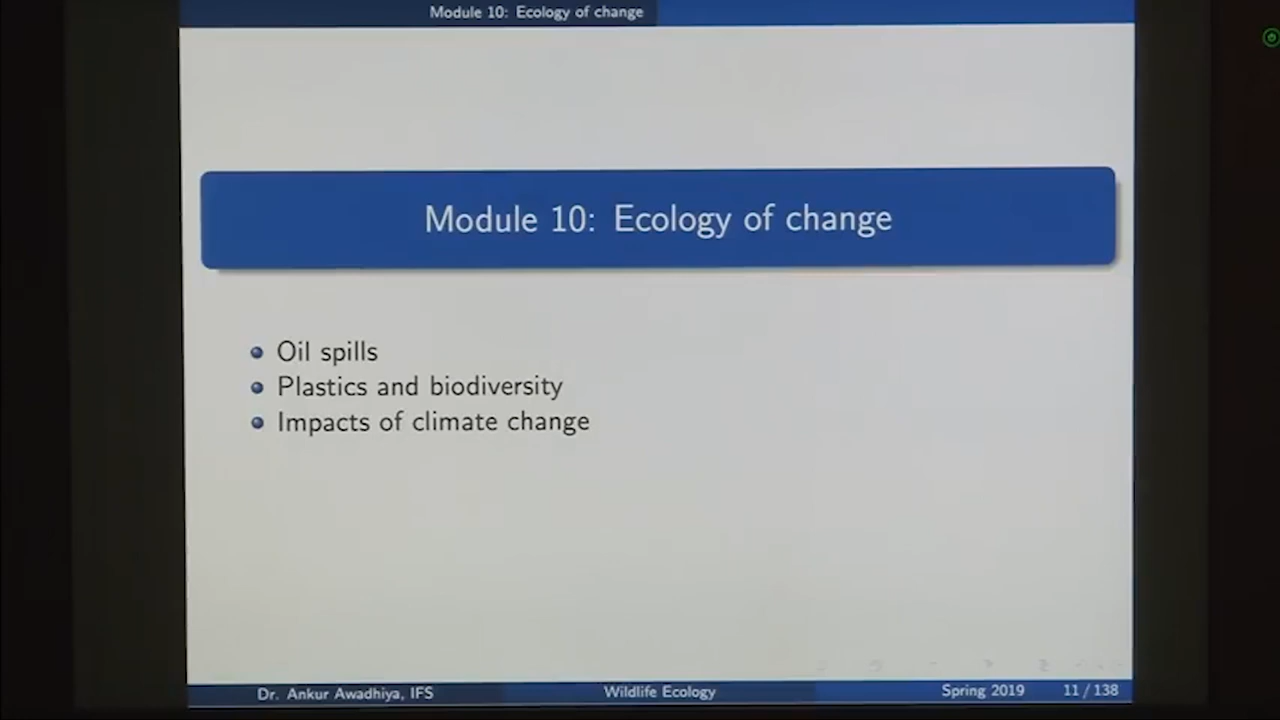 Module 10: Ecology of change
Module 10: Ecology of change
Oil spills
Plastics and biodiversity
Impacts of climate change
Dr. Ankur Awadhiya, IFS Wildlife Ecology Spring 2019 11 / 138